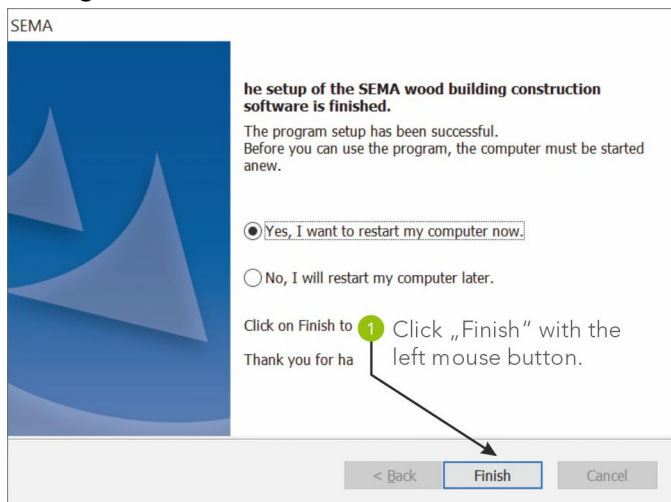 SEMA
he setup of the SEMA wood building construction
software is finished.
The program setup has been successful.
Before you can use the program, the computer must be started
anew.
Yes, I want to restart my computer now.
No, I will restart my computer later.
Click on Finish to
1 Click „Finish“ with the
left mouse button.
Thank you for ha
< Back Finish Cancel